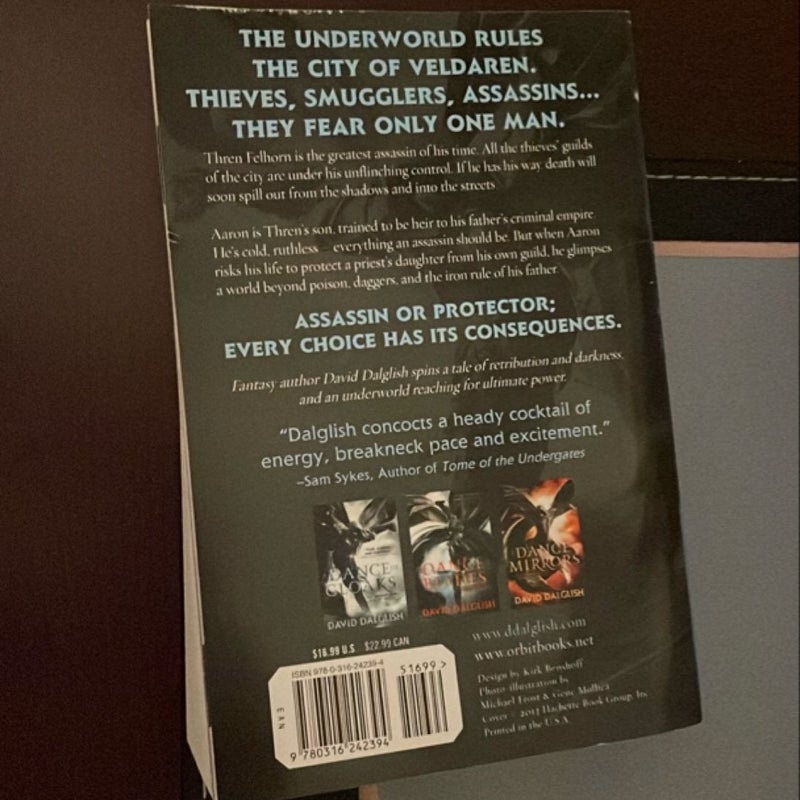 THE UNDERWORLD RULES
THE CITY OF VELDAREN.
THIEVES, SMUGGLERS, ASSASSINS...
THEY FEAR ONLY ONE MAN.
Thren Felhorn is the greatest assassin of his time. All the thieves' guilds
of the city are under his unflinching control. If he has his way, death will
soon spill out from the shadows and into the streets
Aaron is Thren's son, trained to be heir to his father's criminal empire.
He's cold, ruthless – everything an assassin should be. But when Aaron
risks his life to protect a priest's daughter from his own guild, he glimpses
a world beyond poison, daggers, and the iron rule of his father.
ASSASSIN OR PROTECTOR;
EVERY CHOICE HAS ITS CONSEQUENCES.
Fantasy author David Dalglish spins a tale of retribution and darkness,
and an underworld reaching for ultimate power.
“Dalglish concocts a heady cocktail of
energy, breakneck pace and excitement.”
–Sam Sykes, Author of Tome of the Undergates
DANCE
CLOAKS
DAVID DALGLISH
DANCE
DAVID DALGLISH
DANCE
MIRRORS
DAVID DALGLISH
$16.99 U.S. $22.99 CAN
ISBN 978-0-316-24239-4
51699>
EAN
9 780316 242394
www.ddalglish.com
www.orbitbooks.net
Design by Kirk Benshoff
Photo illustration by
Michael Frost & Gene Mollica
Cover © 2013 Hachette Book Group, Inc.
Printed in the U.S.A.